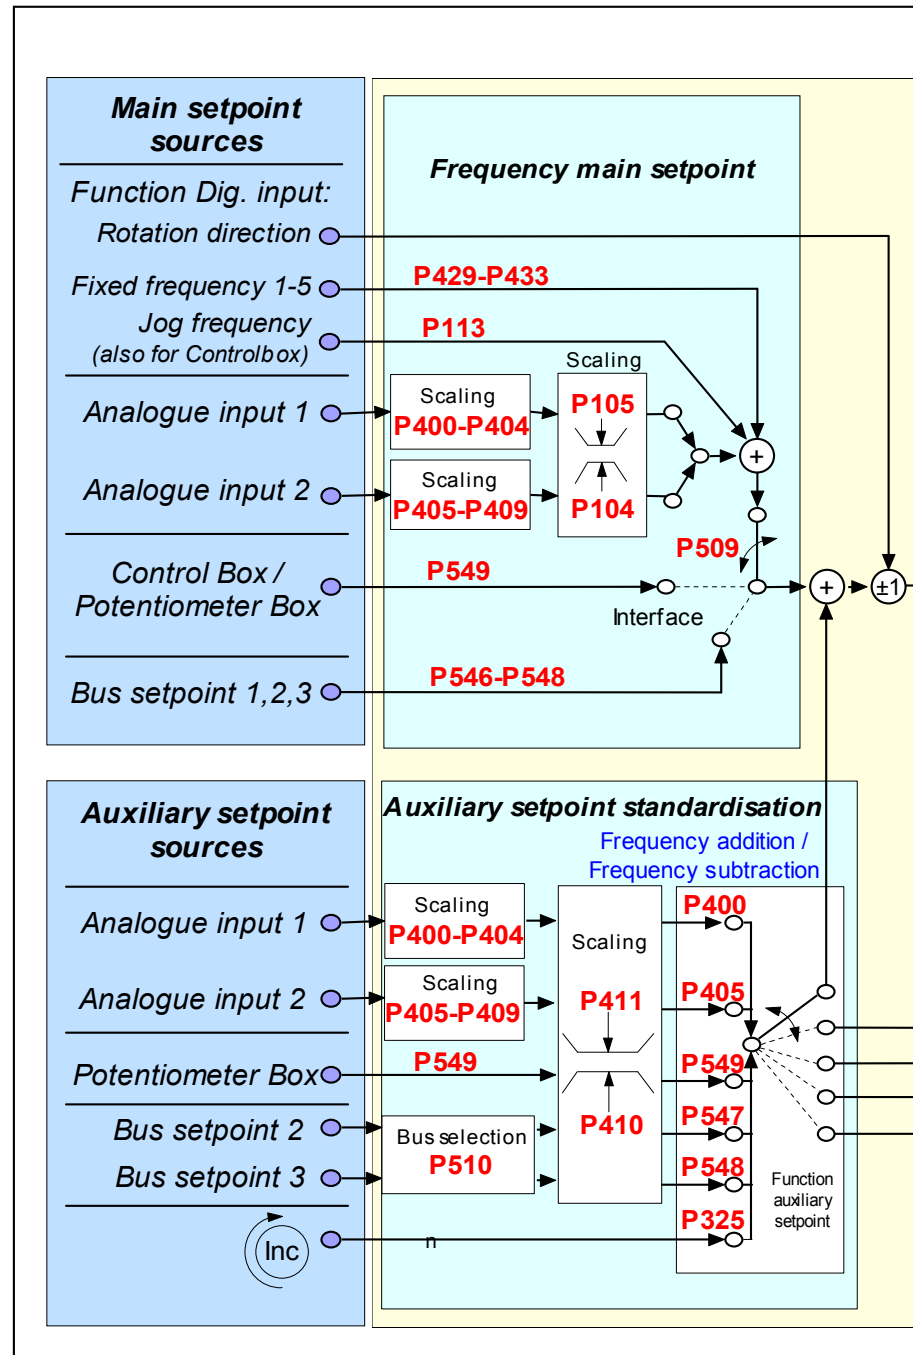 Main setpoint
sources
Function Dig. input:
Rotation direction
Fixed frequency 1-5
Jog frequency
(also for Controlbox)
Analogue input 1
Analogue input 2
Control Box /
Potentiometer Box
Bus setpoint 1,2,3
Frequency main setpoint
P429-P433
P113
Scaling
Scaling
P400-P404
P105
Scaling
P405-P409
P104
+
P509
P549
Interface
+
±1
P546-P548
Auxiliary setpoint
sources
Analogue input 1
Analogue input 2
Potentiometer Box
Bus setpoint 2
Bus setpoint 3
Inc
Auxiliary setpoint standardisation
Frequency addition /
Frequency subtraction
Scaling
P400-P404
Scaling
P405-P409
P549
Bus selection
P510
n
Scaling
P411
P410
P400
P405
P549
P547
P548
P325
Function
auxiliary
setpoint